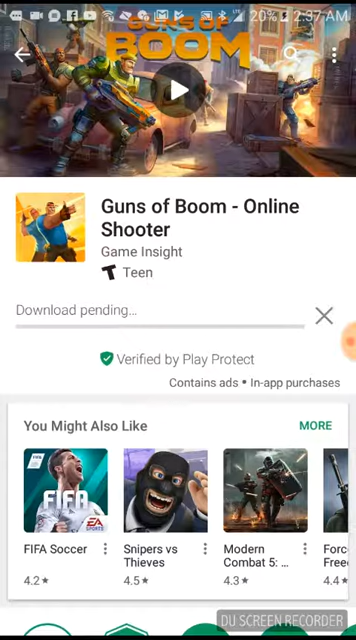 20% 2:37 AM
GUNS OF
BOOM
Guns of Boom - Online
Shooter
Game Insight
T Teen
Download pending...
Verified by Play Protect
Contains ads • In-app purchases
You Might Also Like
MORE
FIFA
EA
SPORTS
FIFA Soccer
4.2★
Snipers vs
Thieves
4.5★
Modern
Combat 5: ...
4.3★
Forc
Free
4.4★
DU SCREEN RECORDER